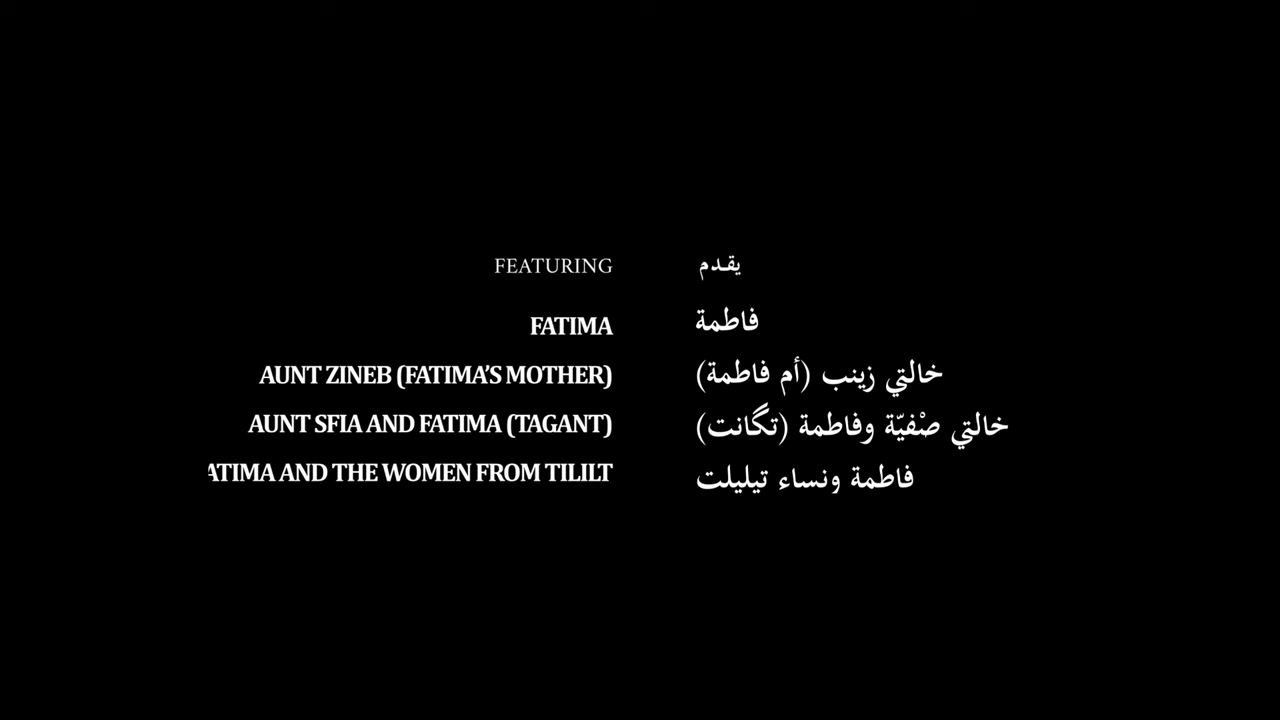 FEATURING يقدم
FATIMA فاطمة
AUNT ZINEB (FATIMA'S MOTHER) خالتي زينب (أم فاطمة)
AUNT SFIA AND FATIMA (TAGANT) خالتي صْفيّة وفاطمة (تگانت)
ATIMA AND THE WOMEN FROM TILILT فاطمة ونساء تيليلت